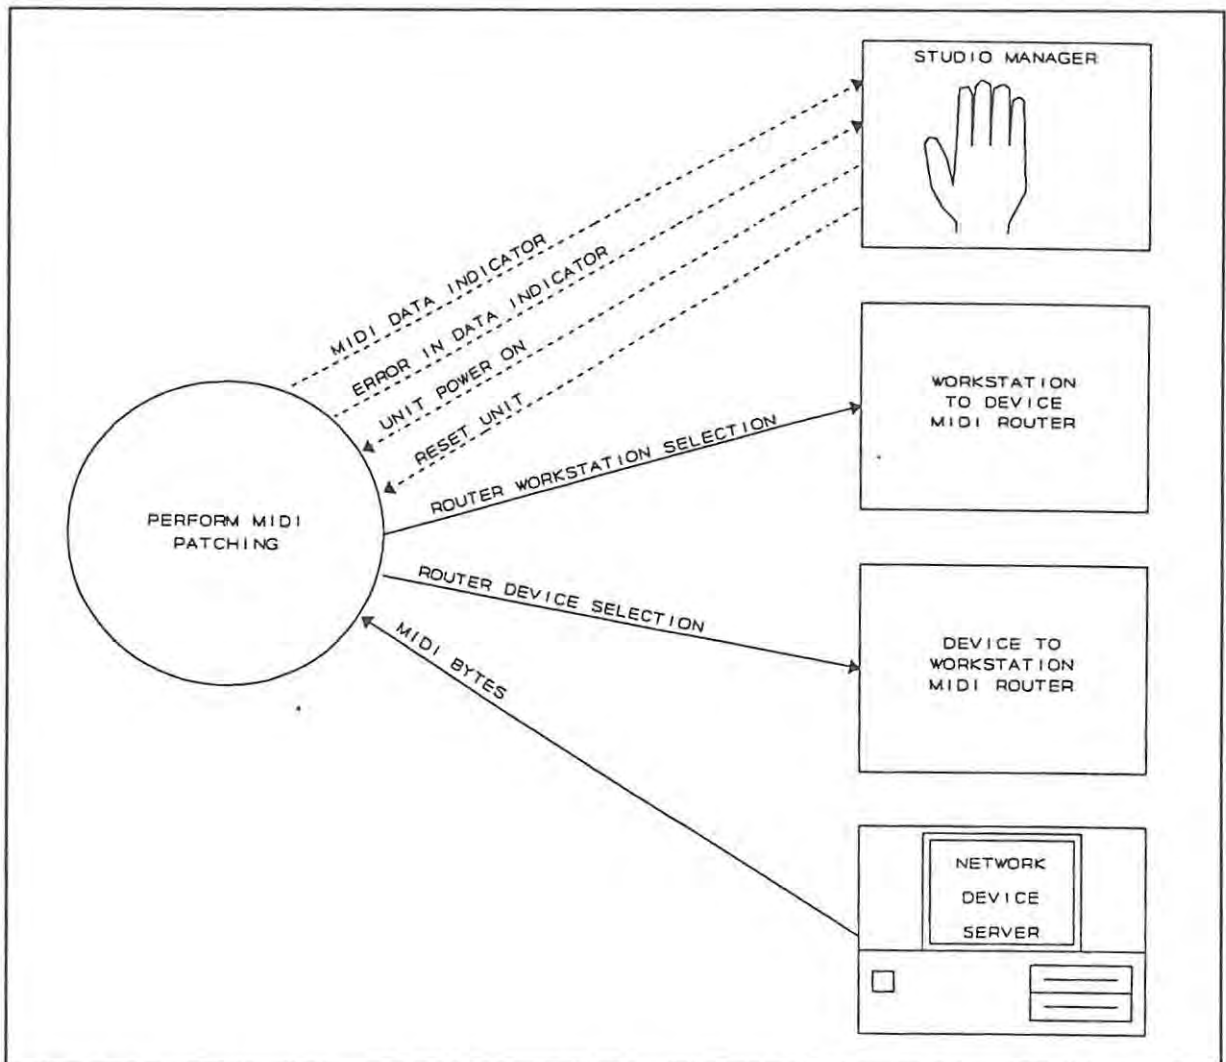 STUDIO MANAGER
MIDI DATA INDICATOR
ERROR IN DATA INDICATOR
UNIT POWER ON
RESET UNIT
WORKSTATION
TO DEVICE
MIDI ROUTER
ROUTER WORKSTATION SELECTION
PERFORM MIDI
PATCHING
ROUTER DEVICE SELECTION
MIDI BYTES
DEVICE TO
WORKSTATION
MIDI ROUTER
NETWORK
DEVICE
SERVER